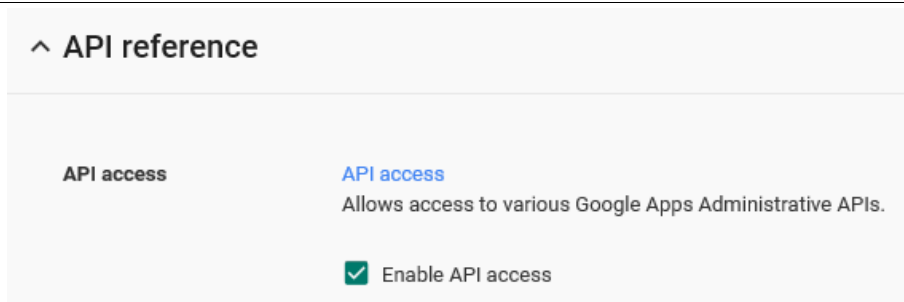 API reference
API access
API access
Allows access to various Google Apps Administrative APIs.
Enable API access